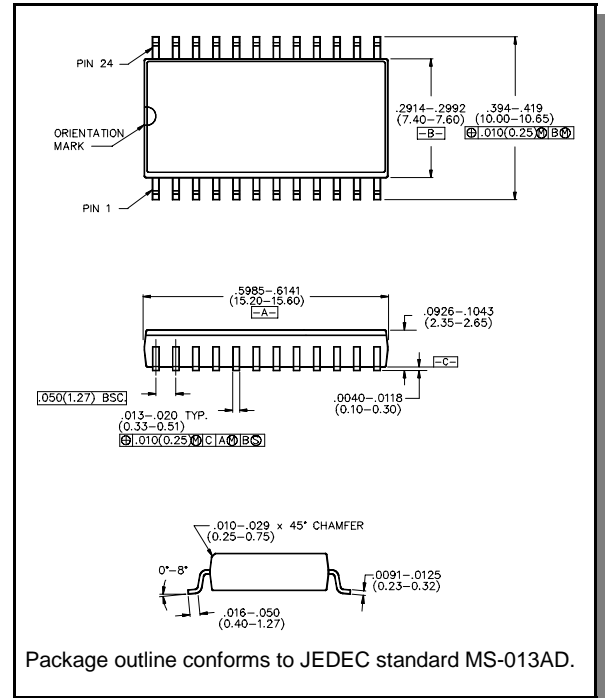 PIN 24
.2914–.2992
(7.40–7.60)
–B–
.394–.419
(10.00–10.65)
⌖ .010(0.25)Ⓜ B Ⓜ
ORIENTATION
MARK
PIN 1
.5985–.6141
(15.20–15.60)
–A–
.0926–.1043
(2.35–2.65)
–C–
.050(1.27) BSC.
.0040–.0118
(0.10–0.30)
.013–.020 TYP.
(0.33–0.51)
⌖ .010(0.25)Ⓜ C A Ⓜ B Ⓢ
.010–.029 x 45° CHAMFER
(0.25–0.75)
0°–8°
.0091–.0125
(0.23–0.32)
.016–.050
(0.40–1.27)
Package outline conforms to JEDEC standard MS-013AD.